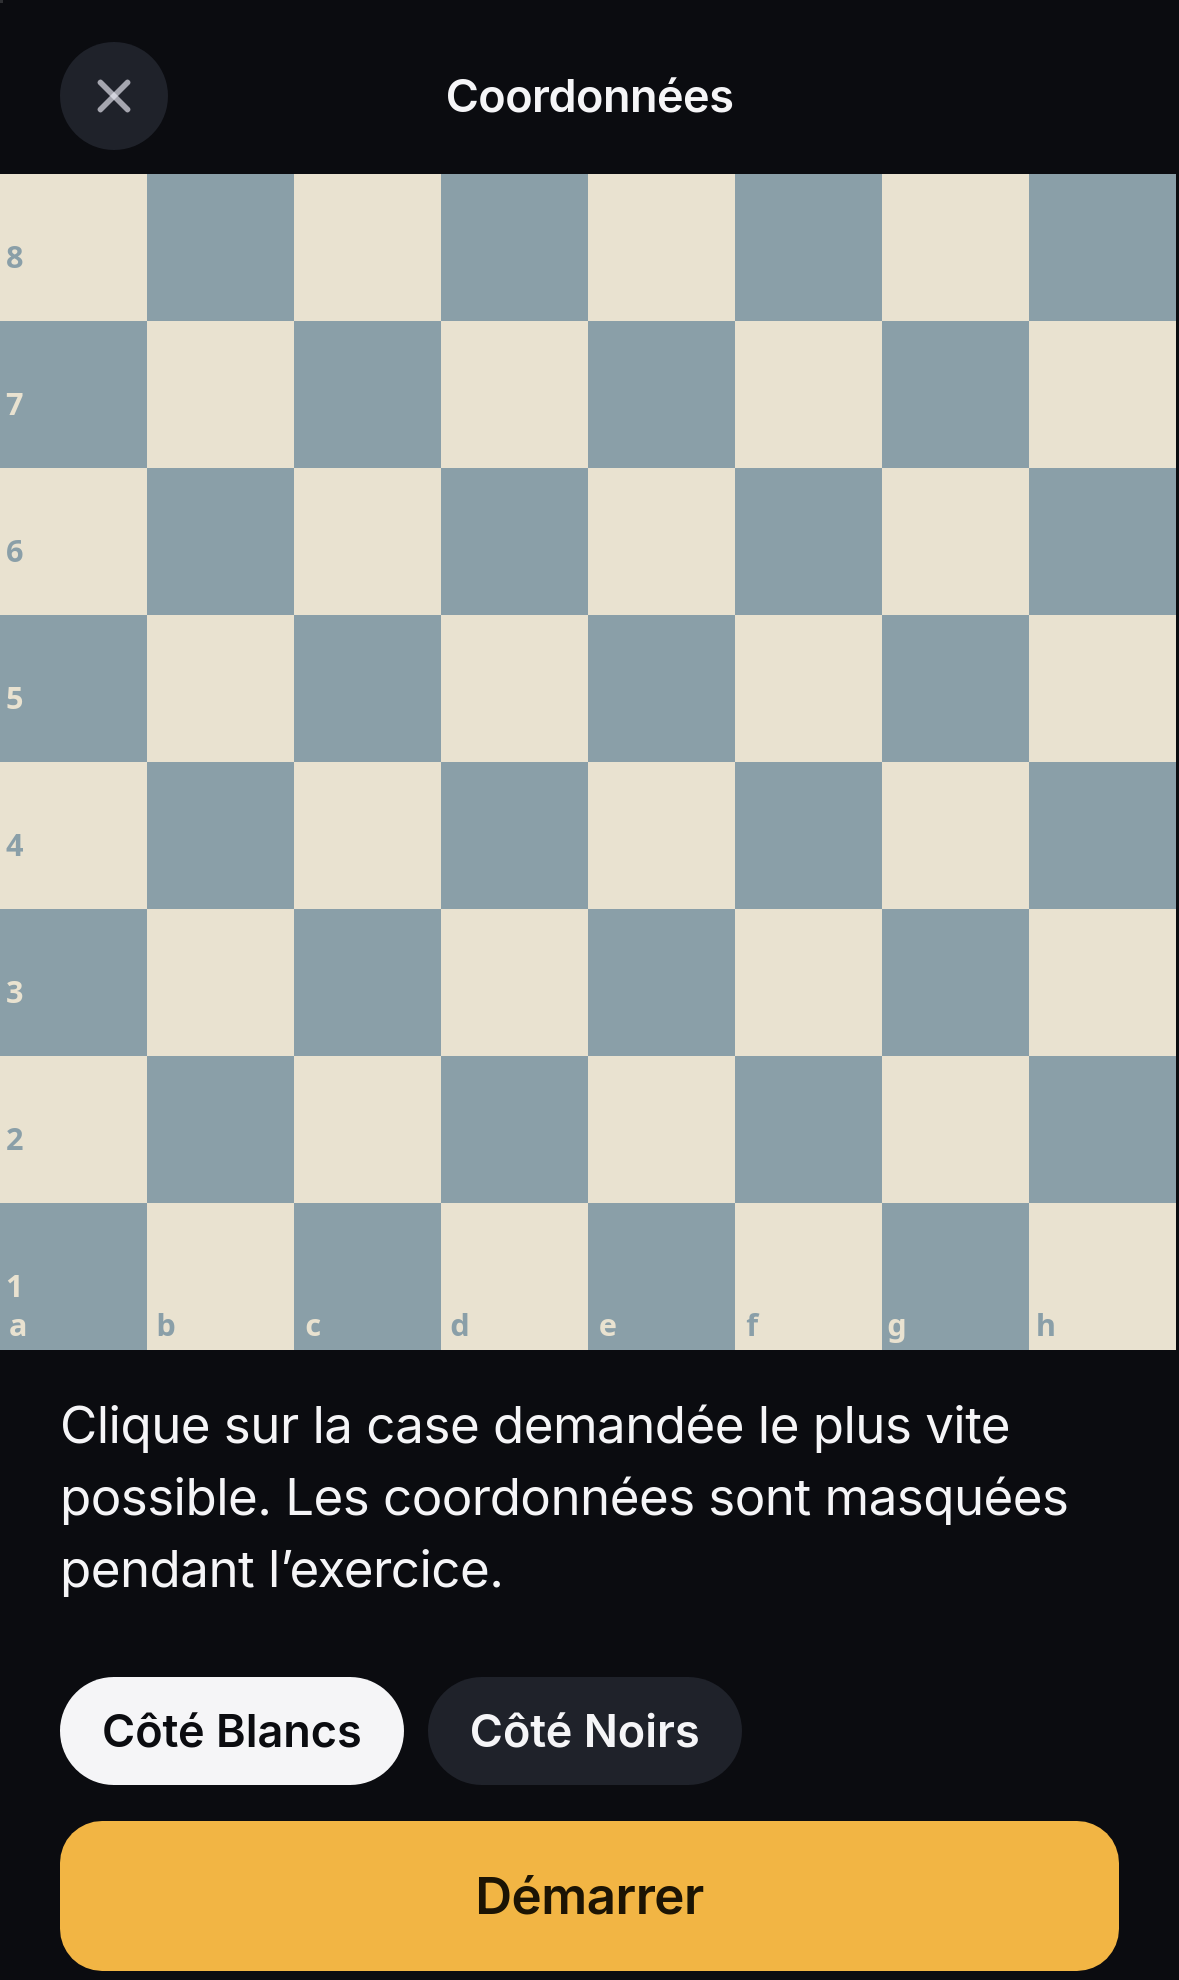 Coordonnées
8
7
6
5
4
3
2
1
a b c d e f g h
Clique sur la case demandée le plus vite
possible. Les coordonnées sont masquées
pendant l’exercice.
Côté Blancs Côté Noirs
Démarrer